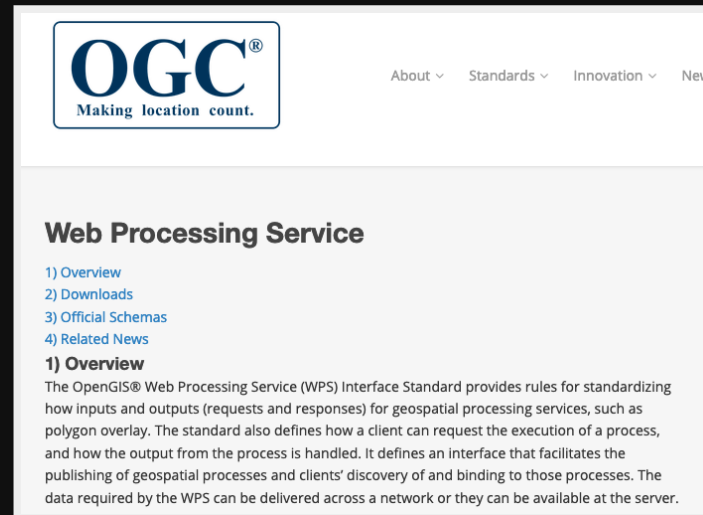 OGC®
Making location count.
About Standards Innovation
Web Processing Service
1) Overview
2) Downloads
3) Official Schemas
4) Related News
1) Overview
The OpenGIS® Web Processing Service (WPS) Interface Standard provides rules for standardizing
how inputs and outputs (requests and responses) for geospatial processing services, such as
polygon overlay. The standard also defines how a client can request the execution of a process,
and how the output from the process is handled. It defines an interface that facilitates the
publishing of geospatial processes and clients’ discovery of and binding to those processes. The
data required by the WPS can be delivered across a network or they can be available at the server.